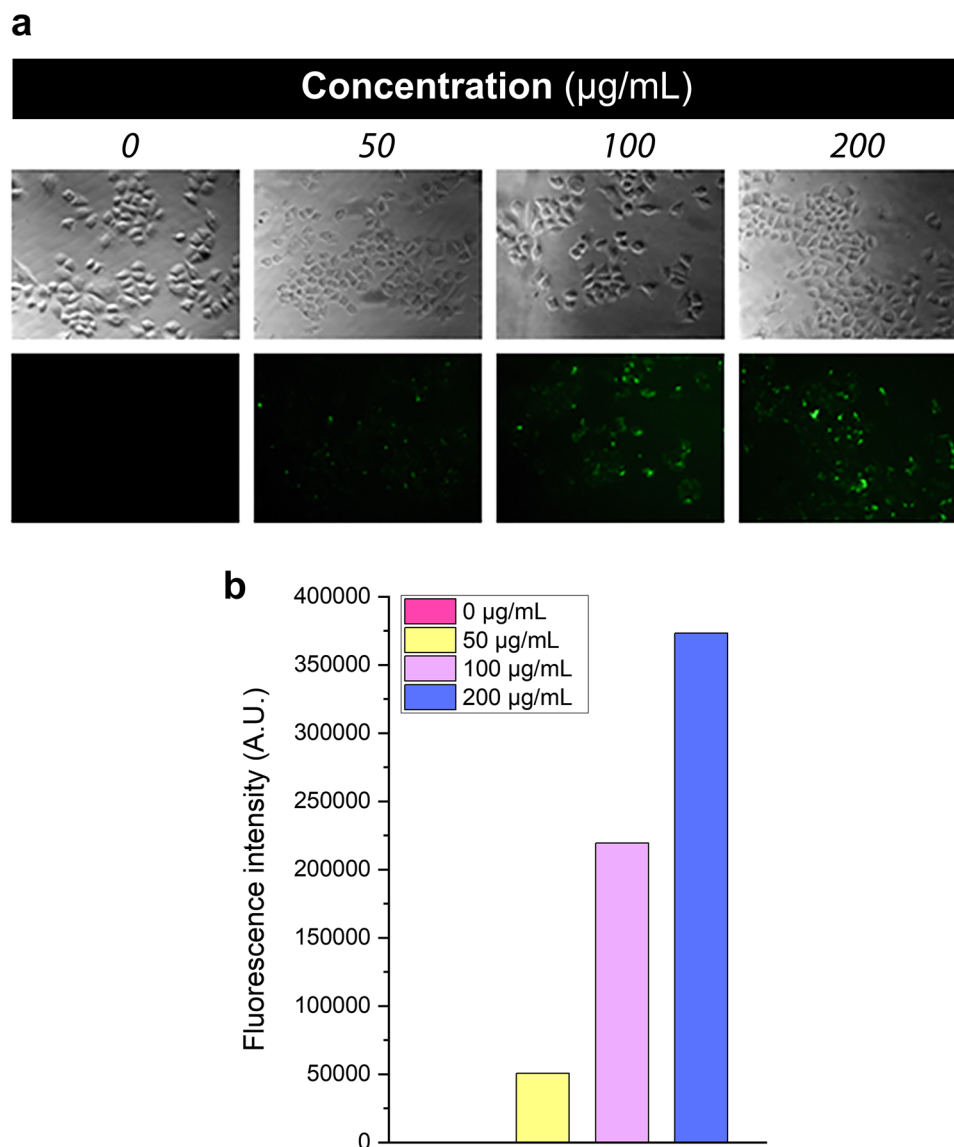 a
Concentration (µg/mL)
0 50 100 200
b
400000
350000
300000
250000
200000
150000
100000
50000
0
Fluorescence intensity (A.U.)
0 µg/mL
50 µg/mL
100 µg/mL
200 µg/mL